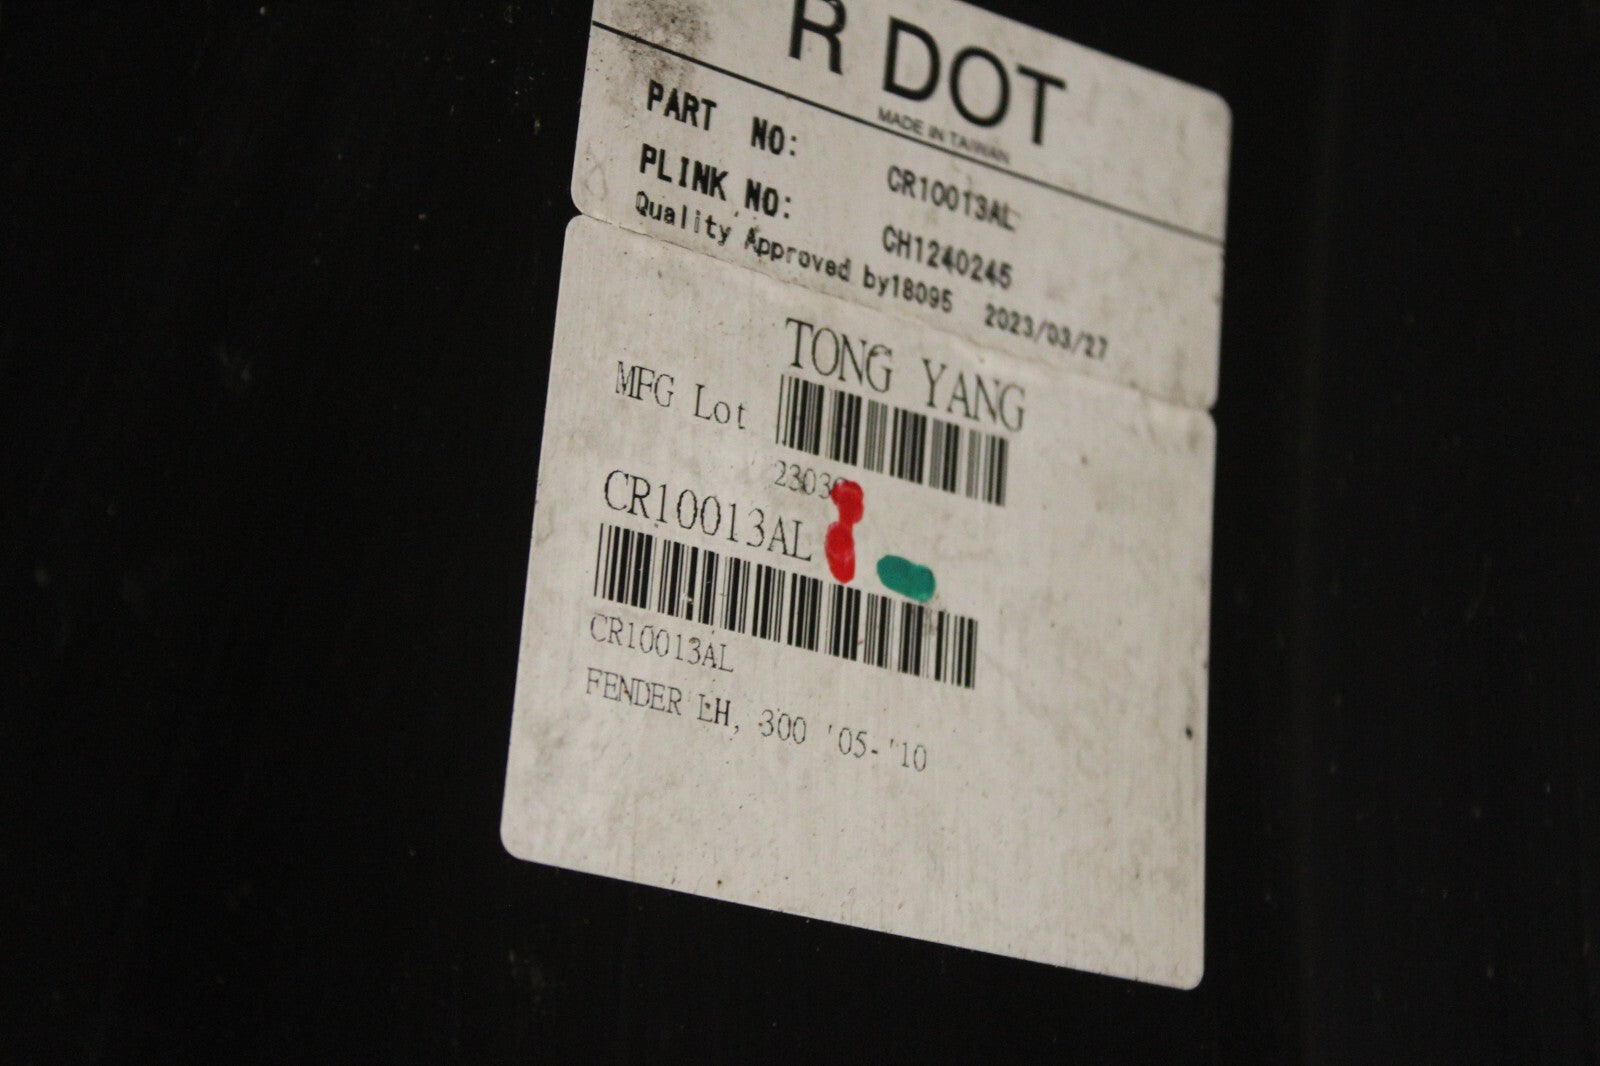 R DOT
MADE IN TAIWAN
PART NO: CR10013AL
PLINK NO: CH1240245
Quality Approved by18095 2023/03/27
TONG YANG
MFG Lot
CR10013AL
CR10013AL
FENDER LH, 300 '05-'10